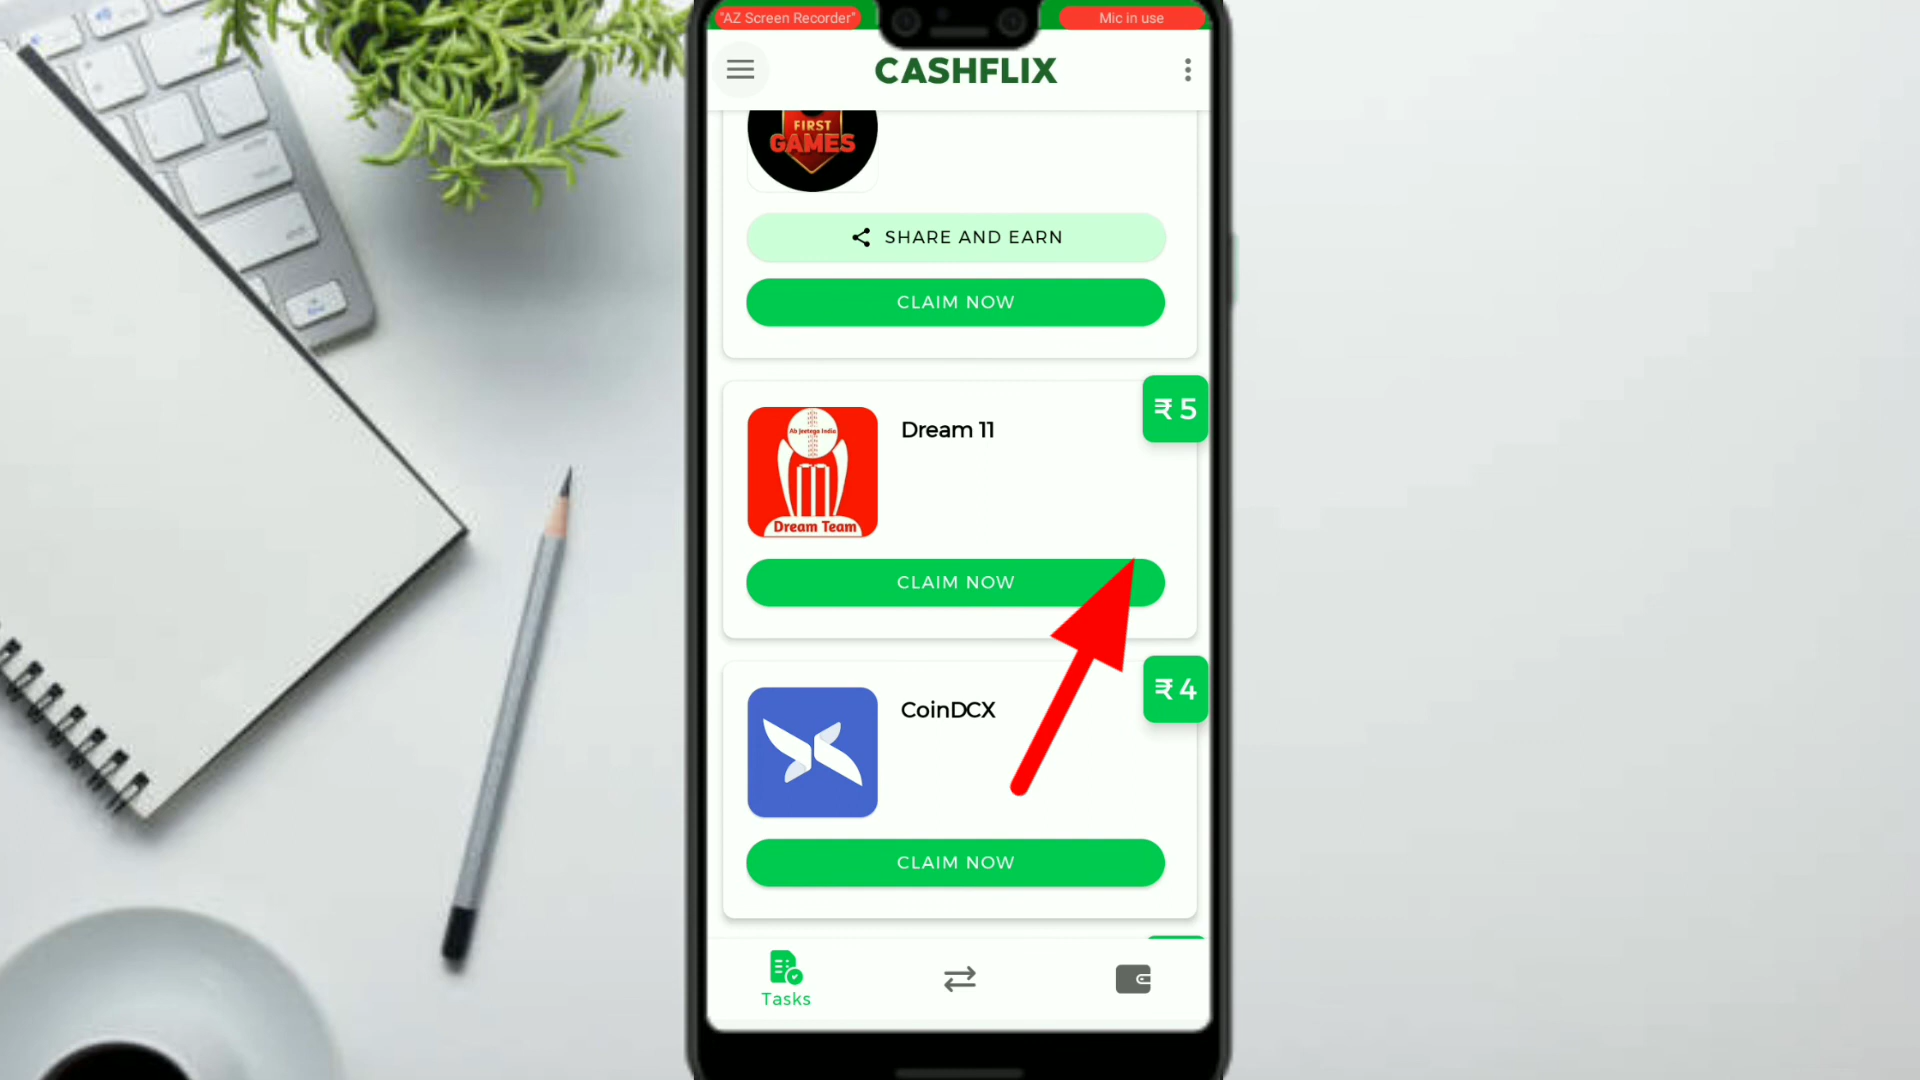 "AZ Screen Recorder"
Mic in use
CASHFLIX
FIRST
GAMES
SHARE AND EARN
CLAIM NOW
₹ 5
Ab Jeetega India
Dream Team
Dream 11
CLAIM NOW
₹ 4
CoinDCX
CLAIM NOW
Tasks